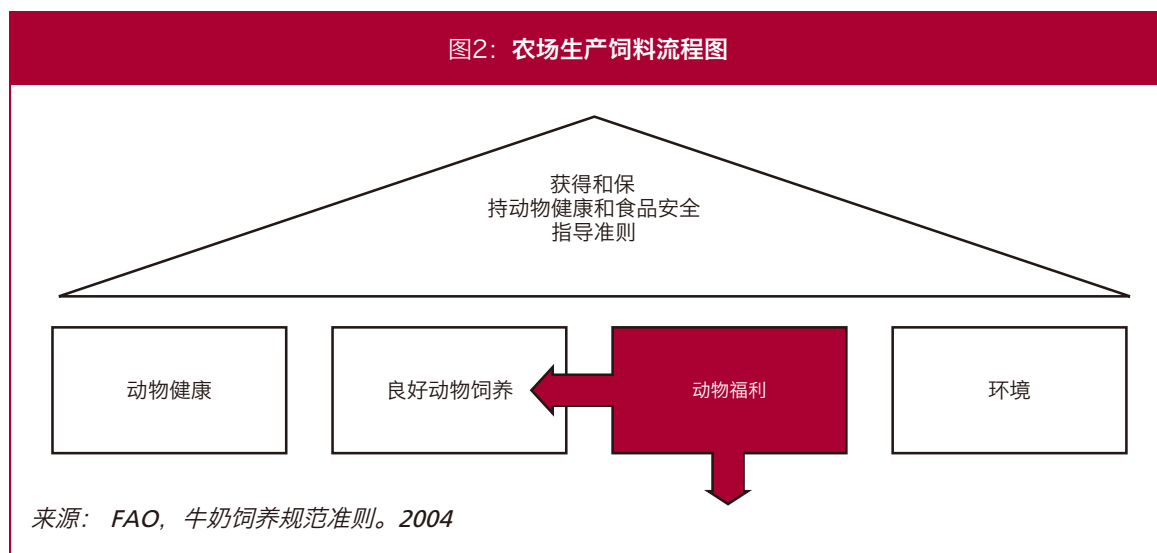 图2：农场生产饲料流程图
获得和保
持动物健康和食品安全
指导准则
动物健康
良好动物饲养
动物福利
环境
来源： FAO，牛奶饲养规范准则。2004